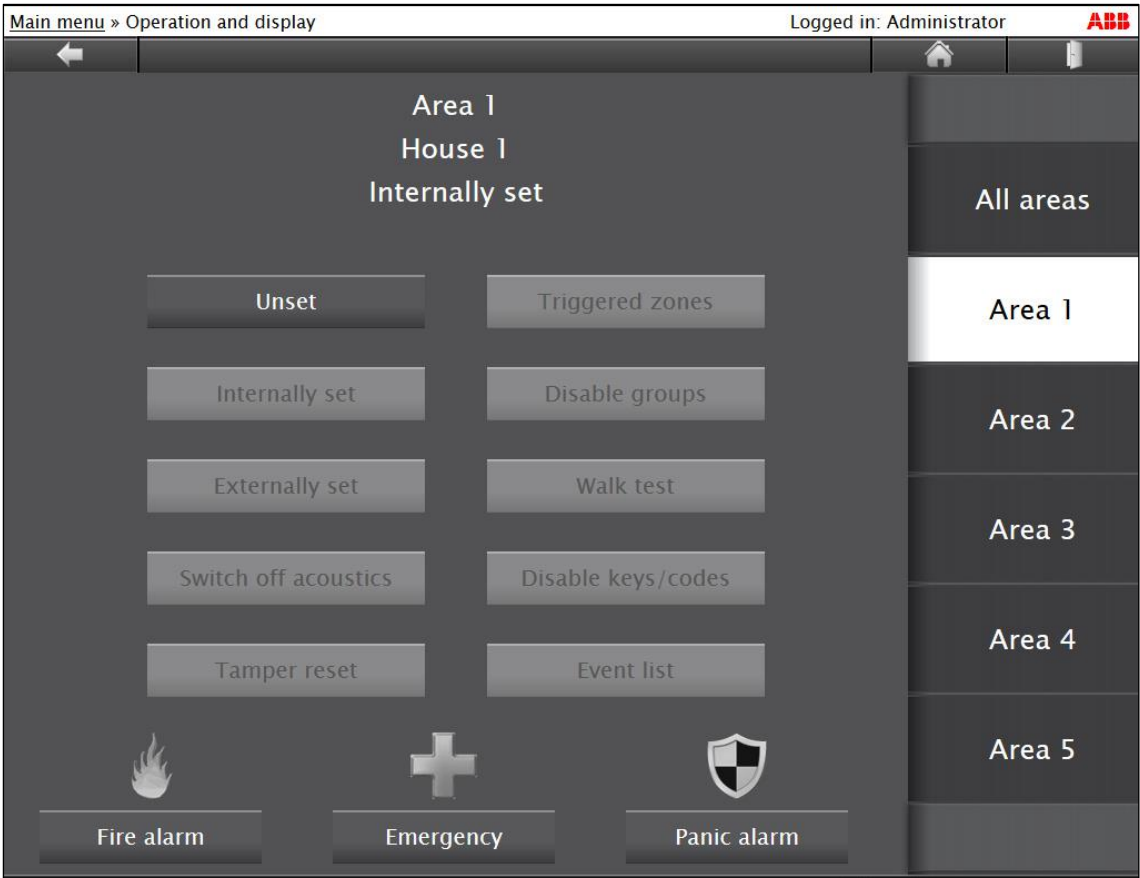 Main menu » Operation and display
Logged in: Administrator
ABB
Area 1
House 1
Internally set
Unset
Triggered zones
Internally set
Disable groups
Externally set
Walk test
Switch off acoustics
Disable keys/codes
Tamper reset
Event list
Fire alarm
Emergency
Panic alarm
All areas
Area 1
Area 2
Area 3
Area 4
Area 5